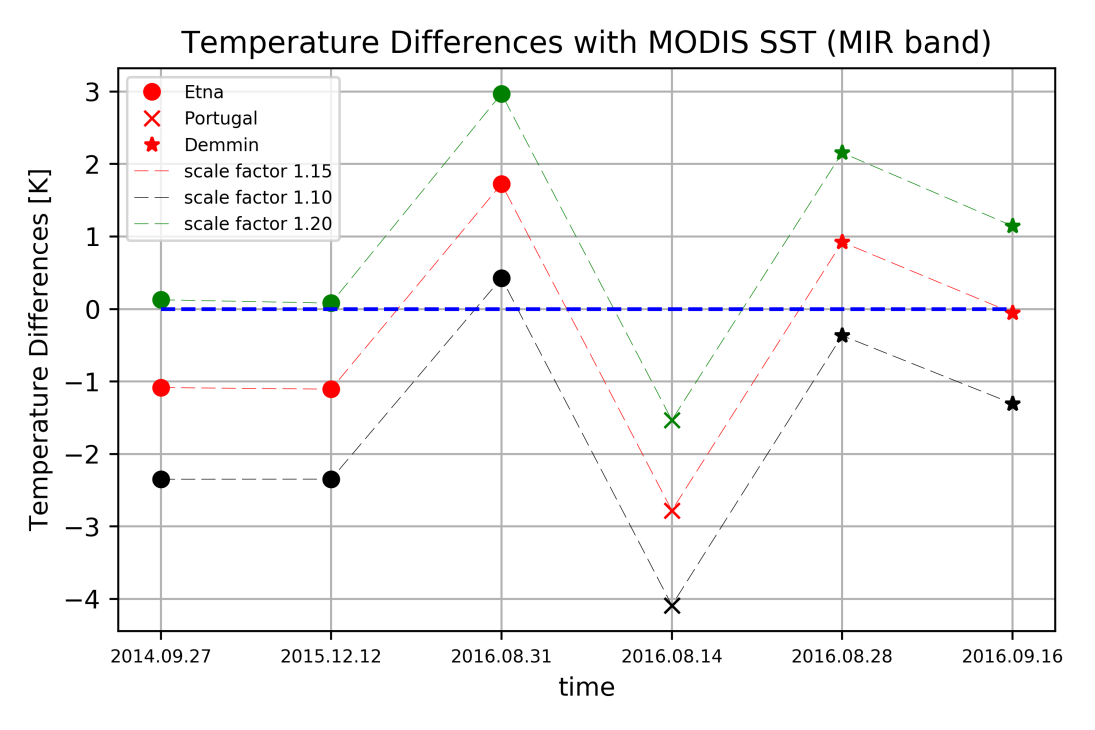 Temperature Differences with MODIS SST (MIR band)
Temperature Differences [K]
3
2
1
0
−1
−2
−3
−4
Etna
Portugal
Demmin
scale factor 1.15
scale factor 1.10
scale factor 1.20
2014.09.27 2015.12.12 2016.08.31 2016.08.14 2016.08.28 2016.09.16
time